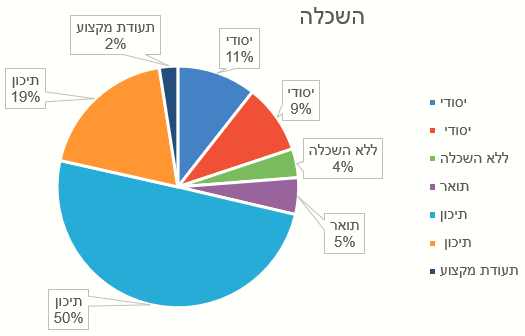 השכלה
תעודת מקצוע
2%
יסודי
11%
יסודי
9%
ללא השכלה
4%
תואר
5%
תיכון
50%
תיכון
19%
יסודי
יסודי
ללא השכלה
תואר
תיכון
תיכון
תעודת מקצוע